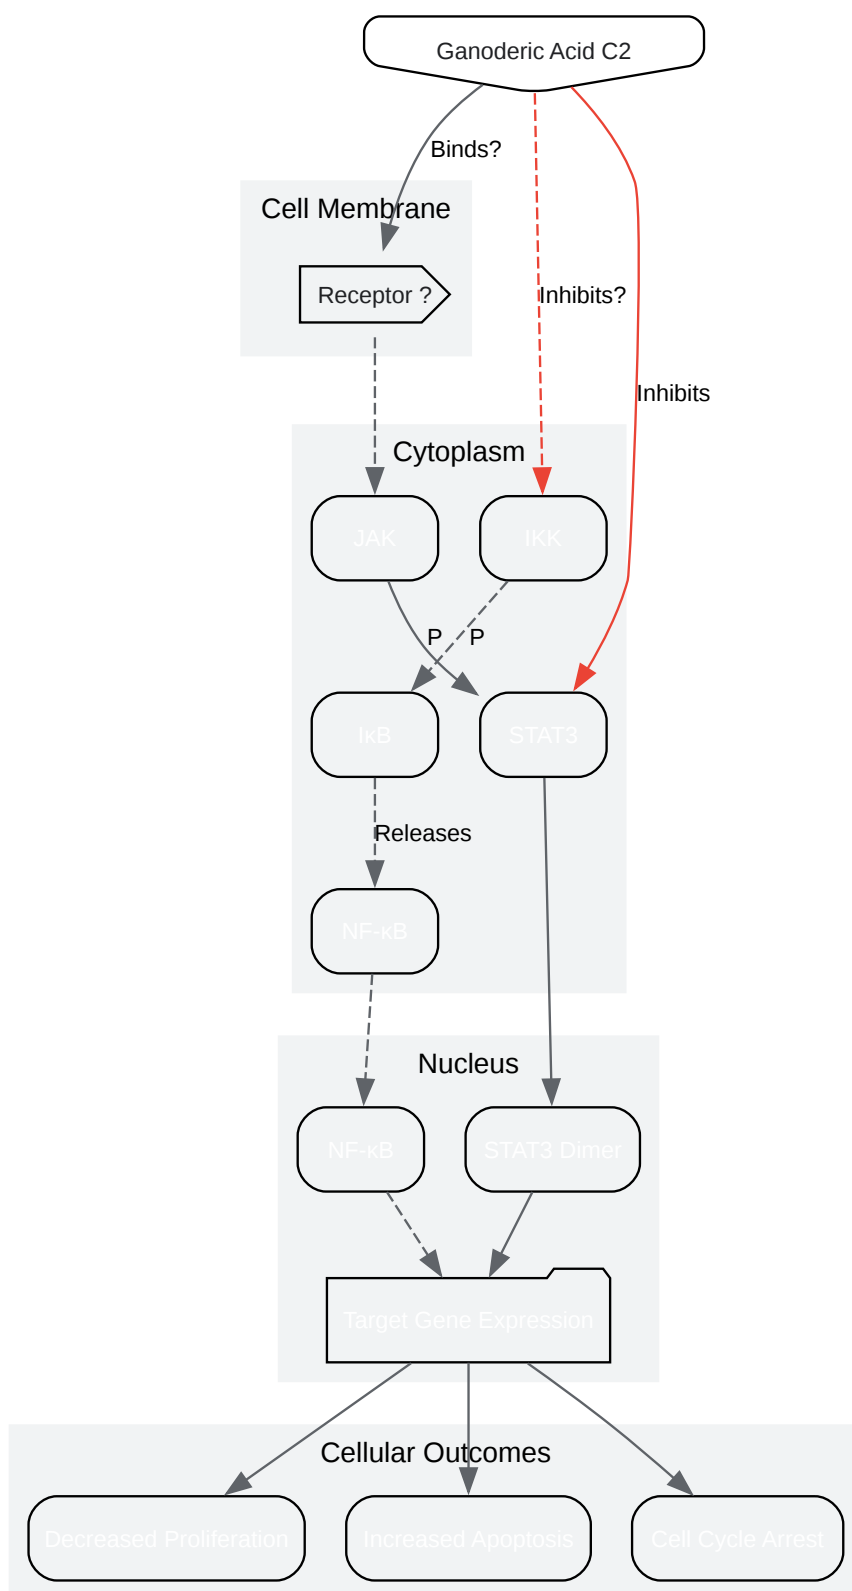 Ganoderic Acid C2
Binds?
Cell Membrane
Receptor ?
Inhibits?
Inhibits
Cytoplasm
JAK
IKK
P
P
IκB
STAT3
Releases
NF-κB
Nucleus
NF-κB
STAT3 Dimer
Target Gene Expression
Cellular Outcomes
Decreased Proliferation
Increased Apoptosis
Cell Cycle Arrest